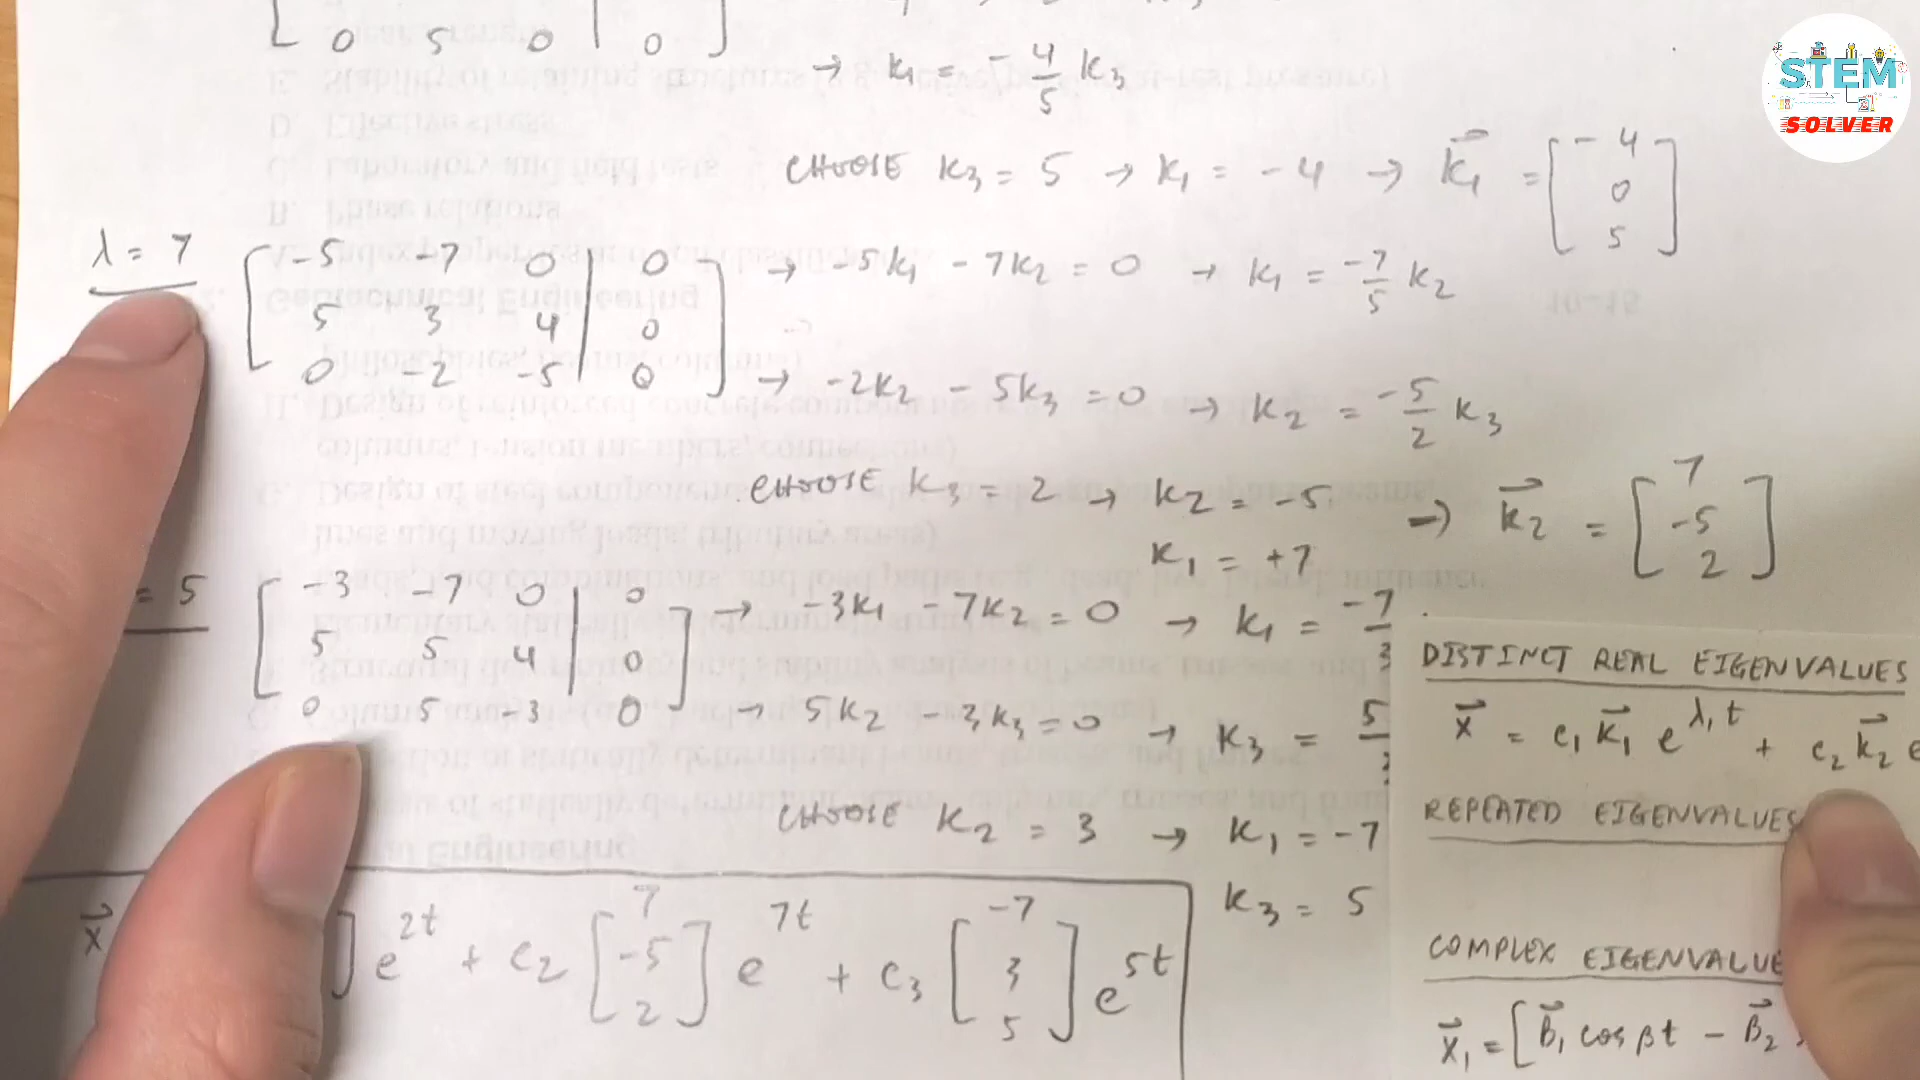 0 5 0 | 0
→ k1 = - 4/5 k3
STEM
SOLVER
CHOOSE k3 = 5 → k1 = -4 → k1 = [-4 0 5]
λ = 7
-5 -7 0 | 0 → -5k1 - 7k2 = 0 → k1 = -7/5 k2
5 3 4 | 0
0 -2 -5 | 0 → -2k2 - 5k3 = 0 → k2 = -5/2 k3
CHOOSE k3 = 2 → k2 = -5 → k2 = [7 -5 2]
k1 = +7
= 5
-3 -7 0 | 0 → -3k1 - 7k2 = 0 → k1 = -7/3
5 5 4 | 0
0 5 -3 | 0 → 5k2 - 3k3 = 0 → k3 = 5/
CHOOSE k2 = 3 → k1 = -7
k3 = 5
x ] e^2t + c2 [7 -5 2] e^7t + c3 [-7 3 5] e^5t
DISTINCT REAL EIGENVALUES
x = c1 k1 e^λ1t + c2 k2 e
REPEATED EIGENVALUES
COMPLEX EIGENVALUE
x1 = [B1 cos βt - B2